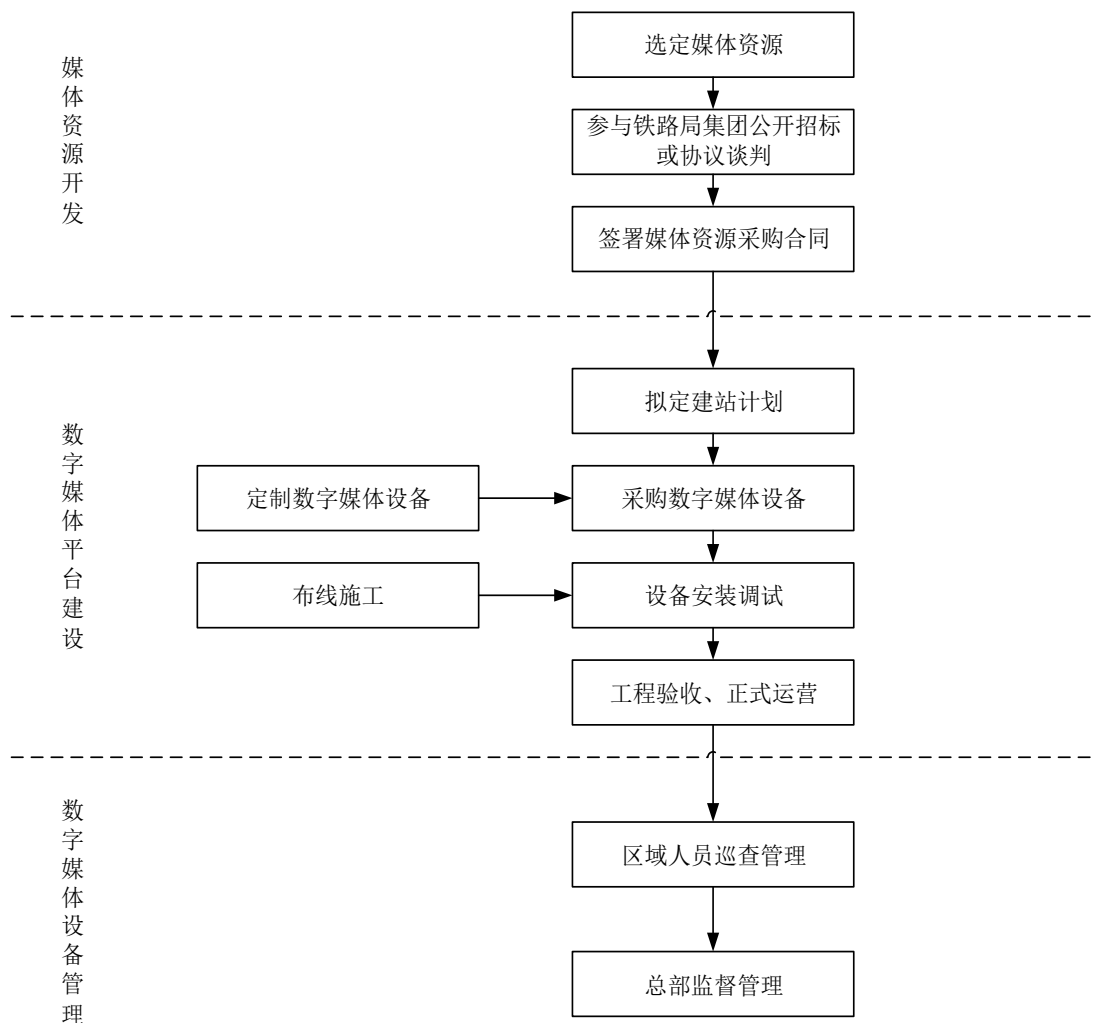 媒体资源开发
选定媒体资源
参与铁路局集团公开招标
或协议谈判
签署媒体资源采购合同
数字媒体平台建设
拟定建站计划
定制数字媒体设备
采购数字媒体设备
布线施工
设备安装调试
工程验收、正式运营
数字媒体设备管理
区域人员巡查管理
总部监督管理